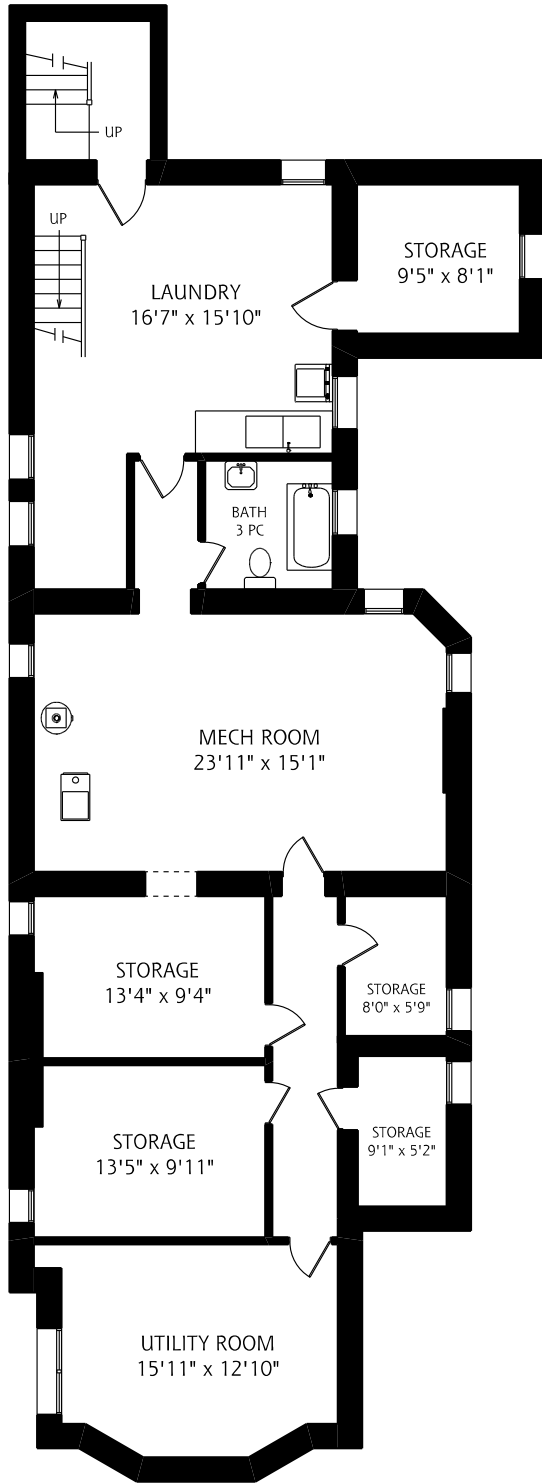 UP
UP
STORAGE
9'5" x 8'1"
LAUNDRY
16'7" x 15'10"
BATH
3 PC
MECH ROOM
23'11" x 15'1"
STORAGE
13'4" x 9'4"
STORAGE
8'0" x 5'9"
STORAGE
13'5" x 9'11"
STORAGE
9'1" x 5'2"
UTILITY ROOM
15'11" x 12'10"